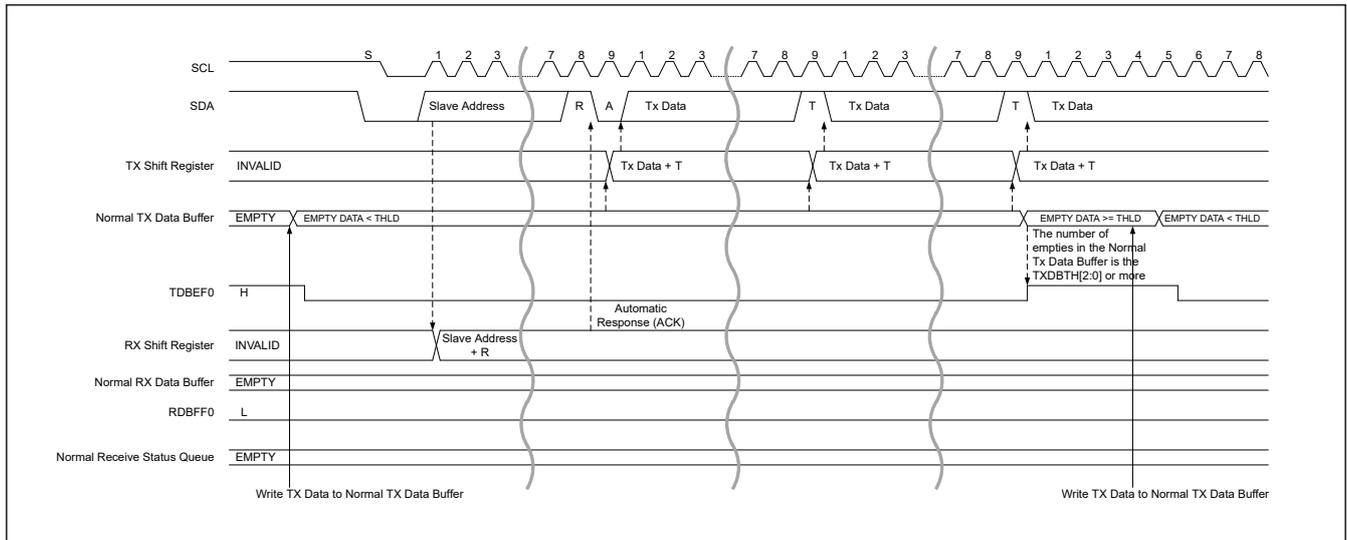 S 1 2 3 7 8 9 1 2 3 7 8 9 1 2 3 7 8 9 1 2 3 4 5 6 7 8
SCL
SDA Slave Address R A Tx Data T Tx Data T Tx Data
TX Shift Register INVALID Tx Data + T Tx Data + T Tx Data + T
Normal TX Data Buffer EMPTY EMPTY DATA < THLD EMPTY DATA >= THLD EMPTY DATA < THLD
The number of
empties in the Normal
Tx Data Buffer is the
TXDBTH[2:0] or more
TDBEF0 H
Automatic
Response (ACK)
RX Shift Register INVALID Slave Address
+ R
Normal RX Data Buffer EMPTY
RDBFF0 L
Normal Receive Status Queue EMPTY
Write TX Data to Normal TX Data Buffer Write TX Data to Normal TX Data Buffer